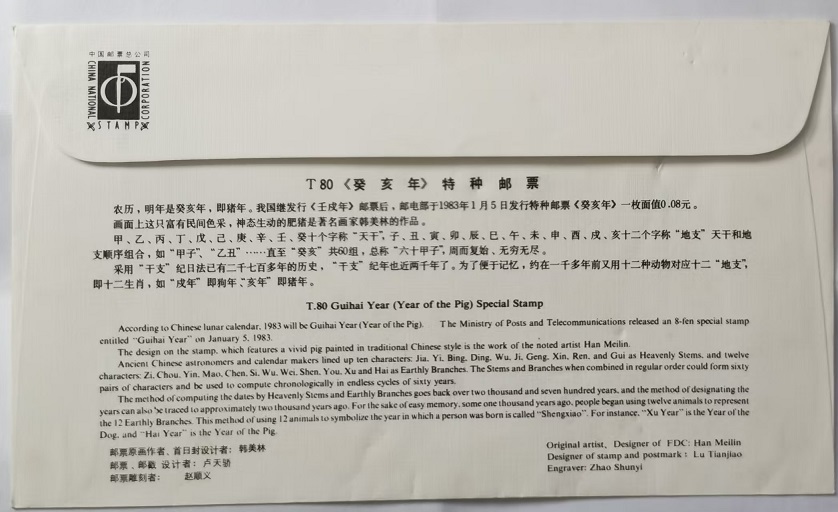 中国邮票总公司
CHINA NATIONAL
STAMP
CORPORATION
T 80 《癸亥年》特种邮票
农历，明年是癸亥年，即猪年。我国继发行《壬戌年》邮票后，邮电部于1983年1月5日发行特种邮票《癸亥年》一枚面值0.08元。
画面上这只富有民间色采，神态生动的肥猪是著名画家韩美林的作品。
甲、乙、丙、丁、戊、己、庚、辛、壬、癸十个字称“天干”，子、丑、寅、卯、辰、巳、午、未、申、酉、戌、亥十二个字称“地支”天干和地
支顺序组合，如“甲子”、“乙丑”……直至“癸亥”共60组，总称“六十甲子”，周而复始、无穷无尽。
采用“干支”纪日法已有二千七百多年的历史，“干支”纪年也近两千年了。为了便于记忆，约在一千多年前又用十二种动物对应十二“地支”，
即十二生肖，如“戌年”即狗年、“亥年”即猪年。
T.80 Guihai Year (Year of the Pig) Special Stamp
According to Chinese lunar calendar, 1983 will be Guihai Year (Year of the Pig). The Ministry of Posts and Telecommunications released an 8-fen special stamp
entitled “Guihai Year” on January 5, 1983.
The design on the stamp, which features a vivid pig painted in traditional Chinese style is the work of the noted artist Han Meilin.
Ancient Chinese astronomers and calendar makers lined up ten characters: Jia, Yi, Bing, Ding, Wu, Ji, Geng, Xin, Ren, and Gui as Heavenly Stems, and twelve
characters: Zi, Chou, Yin, Mao, Chen, Si, Wu, Wei, Shen, You, Xu and Hai as Earthly Branches. The Stems and Branches when combined in regular order could form sixty
pairs of characters and be used to compute chronologically in endless cycles of sixty years.
The method of computing the dates by Heavenly Stems and Earthly Branches goes back over two thousand and seven hundred years, and the method of designating the
years can also be traced to approximately two thousand years ago. For the sake of easy memory, some one thousand years ago, people began using twelve animals to represent
the 12 Earthly Branches. This method of using 12 animals to symbolize the year in which a person was born is called “Shengxiao”. For instance, “Xu Year” is the Year of the
Dog, and “Hai Year” is the Year of the Pig.
邮票原画作者、首日封设计者：韩美林
邮票、邮戳 设计者：卢天骄
邮票雕刻者： 赵顺义
Original artist, Designer of FDC: Han Meilin
Designer of stamp and postmark: Lu Tianjiao
Engraver: Zhao Shunyi